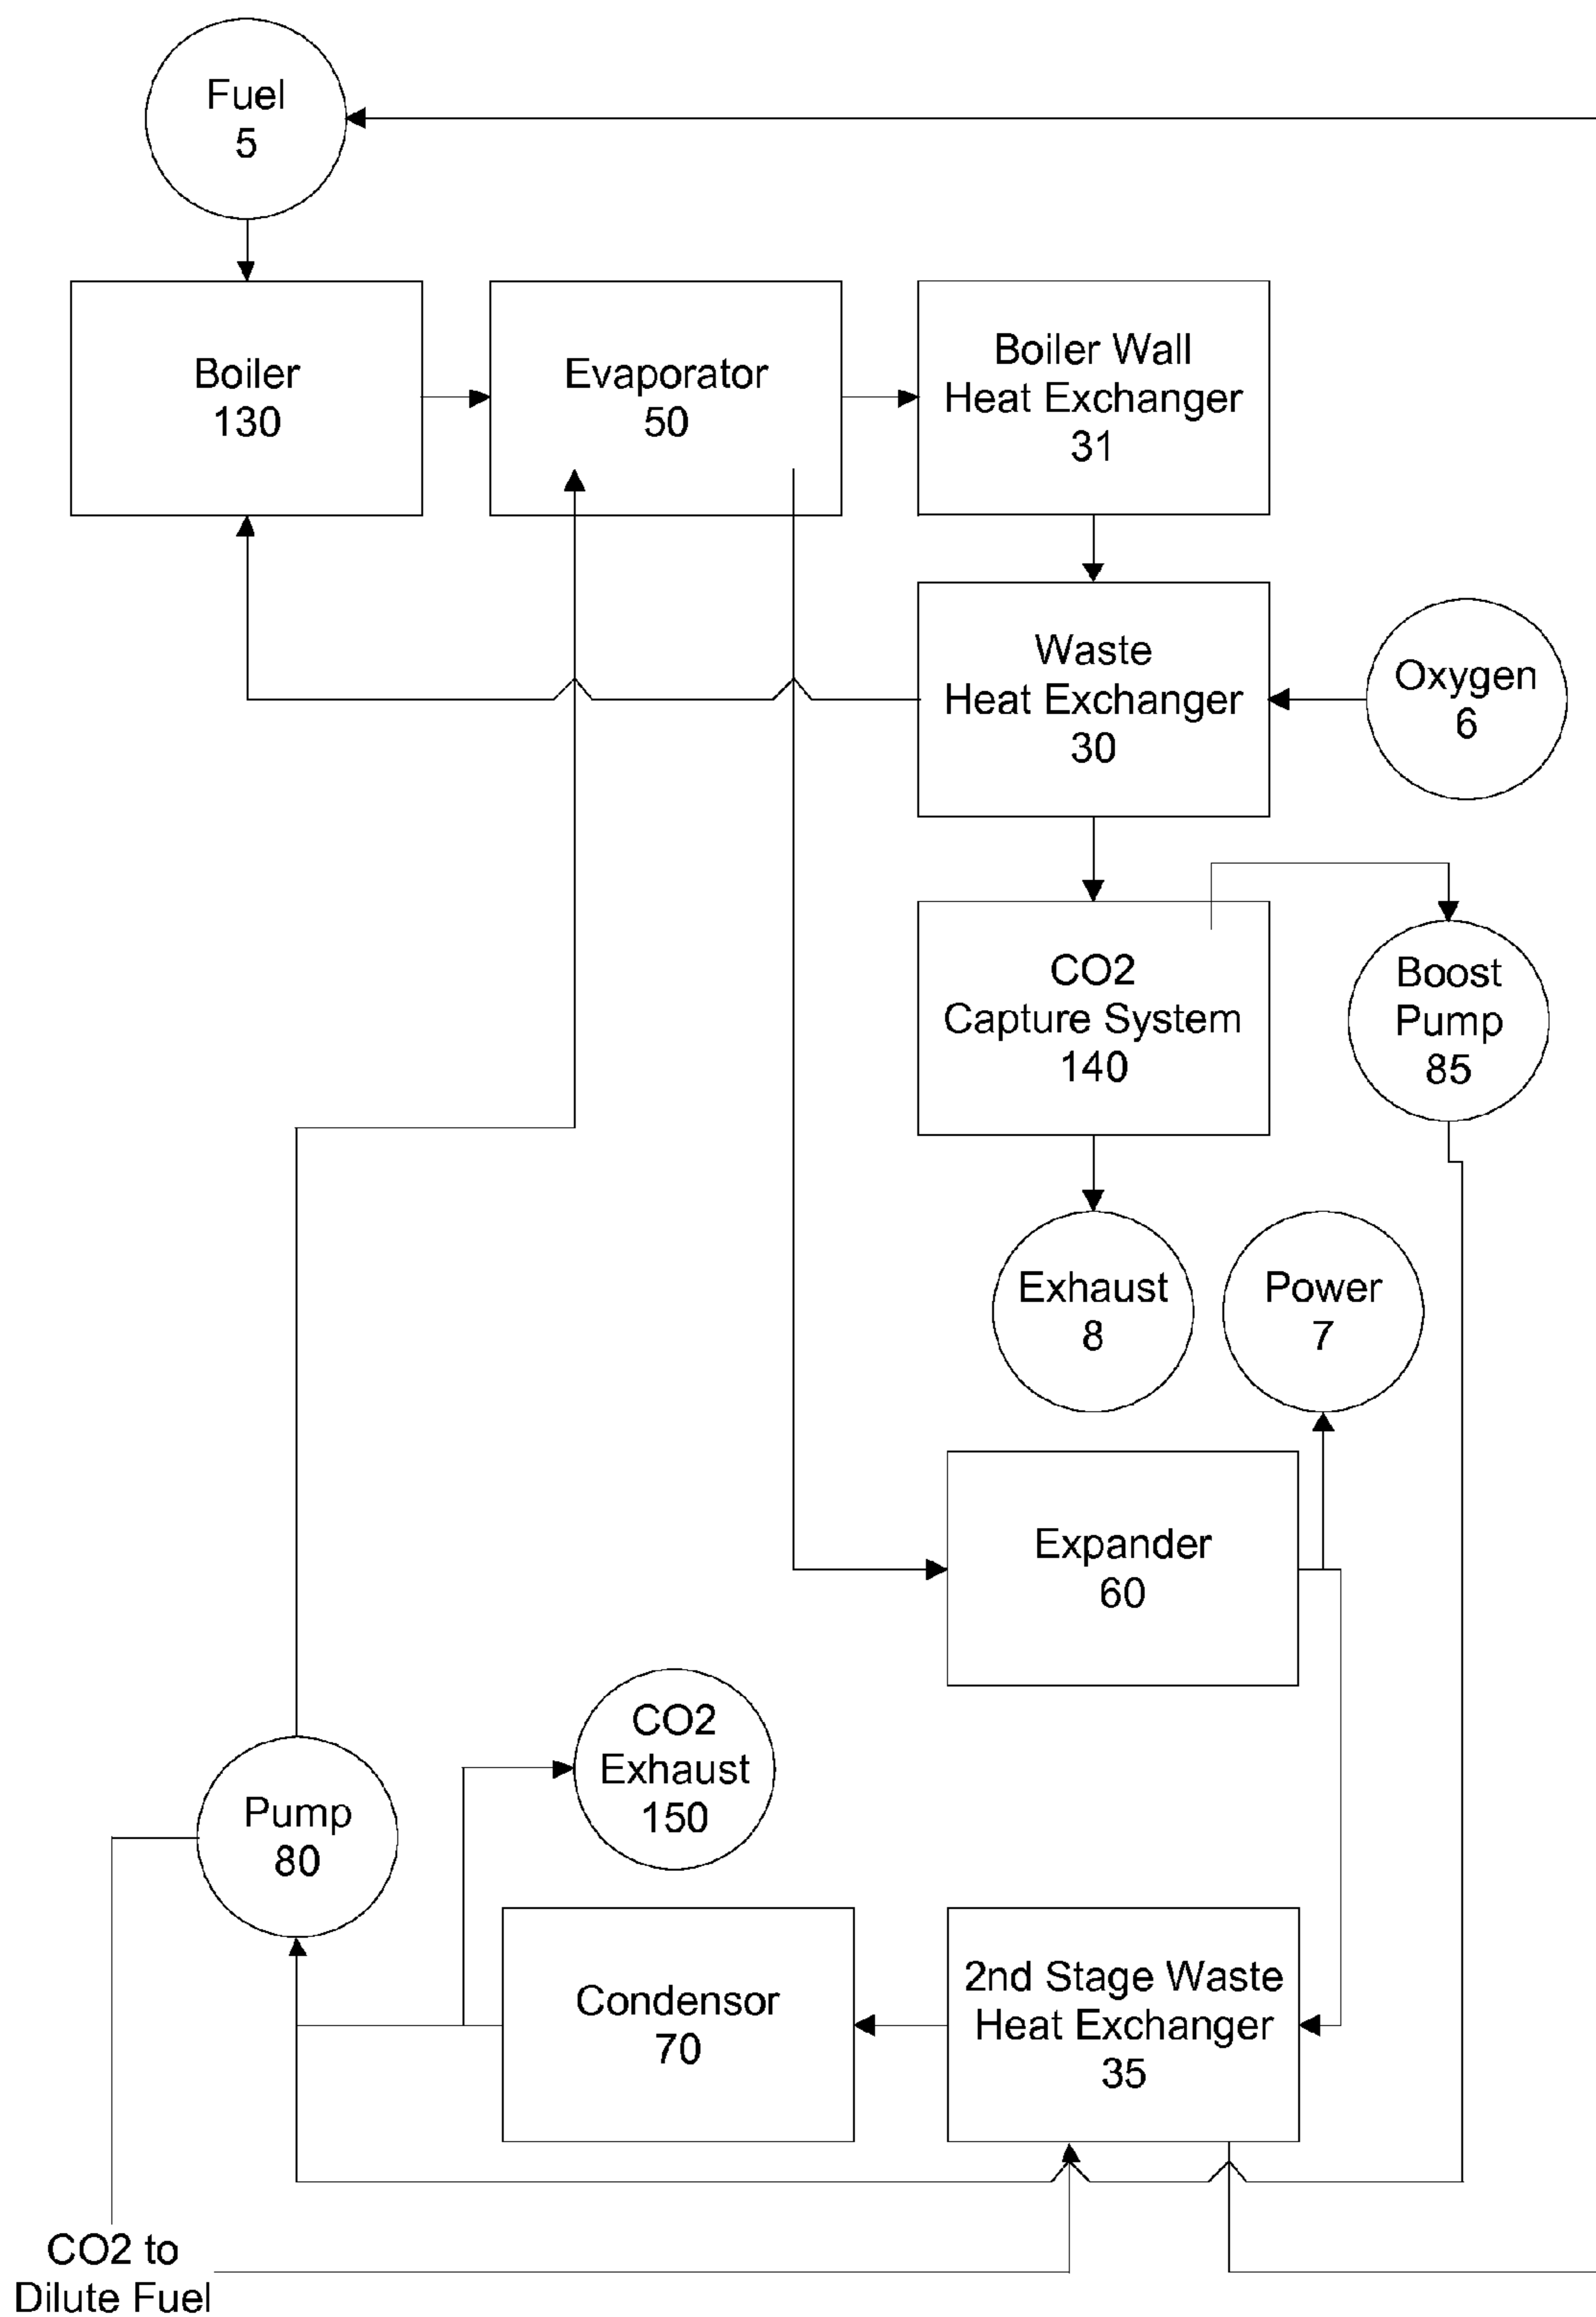 Fuel
5
Boiler
130
Evaporator
50
Boiler Wall
Heat Exchanger
31
Waste
Heat Exchanger
30
Oxygen
6
CO2
Capture System
140
Boost
Pump
85
Exhaust
8
Power
7
Expander
60
CO2
Exhaust
150
Pump
80
Condensor
70
2nd Stage Waste
Heat Exchanger
35
CO2 to
Dilute Fuel